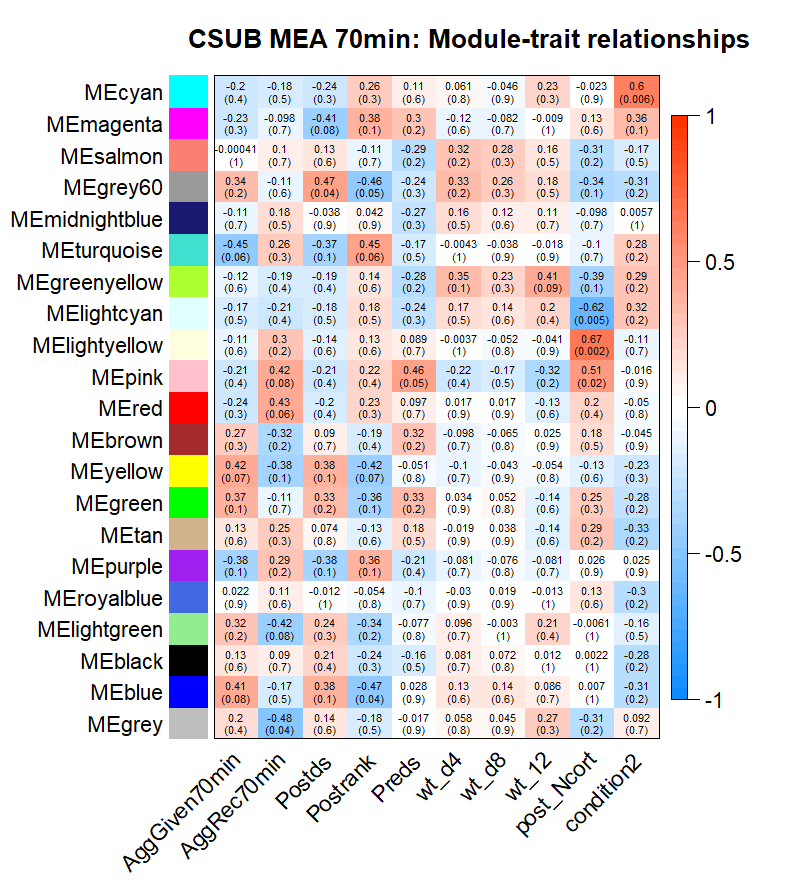 CSUB MEA 70min: Module-trait relationships
MEcyan -0.2 -0.18 -0.24 0.26 0.11 0.061 -0.046 0.23 -0.023 0.6
(0.4) (0.5) (0.3) (0.3) (0.6) (0.8) (0.9) (0.3) (0.9) (0.006)
MEmagenta -0.23 -0.098 -0.41 0.38 0.3 -0.12 -0.082 -0.009 0.13 0.36
(0.3) (0.7) (0.08) (0.1) (0.2) (0.6) (0.7) (1) (0.6) (0.1)
MEsalmon -0.00041 0.1 0.13 -0.11 -0.29 0.32 0.28 0.16 -0.31 -0.17
(1) (0.7) (0.6) (0.7) (0.2) (0.2) (0.3) (0.5) (0.2) (0.5)
MEgrey60 0.34 -0.11 0.47 -0.46 -0.24 0.33 0.26 0.18 -0.34 -0.31
(0.2) (0.6) (0.04) (0.05) (0.3) (0.2) (0.3) (0.5) (0.1) (0.2)
MEmidnightblue -0.11 0.18 -0.038 0.042 -0.27 0.16 0.12 0.11 -0.098 0.0057
(0.7) (0.5) (0.9) (0.9) (0.3) (0.5) (0.6) (0.7) (0.7) (1)
MEturquoise -0.45 0.26 -0.37 0.45 -0.17 -0.0043 -0.038 -0.018 -0.1 0.28
(0.06) (0.3) (0.1) (0.06) (0.5) (1) (0.9) (0.9) (0.7) (0.2)
MEgreenyellow -0.12 -0.19 -0.19 0.14 -0.28 0.35 0.23 0.41 -0.39 0.29
(0.6) (0.4) (0.4) (0.6) (0.2) (0.1) (0.3) (0.09) (0.1) (0.2)
MElightcyan -0.17 -0.21 -0.18 0.18 -0.24 0.17 0.14 0.2 -0.62 0.32
(0.5) (0.4) (0.5) (0.5) (0.3) (0.5) (0.6) (0.4) (0.005) (0.2)
MElightyellow -0.11 0.3 -0.14 0.13 0.089 -0.0037 -0.052 -0.041 0.67 -0.11
(0.6) (0.2) (0.6) (0.6) (0.7) (1) (0.8) (0.9) (0.002) (0.7)
MEpink -0.21 0.42 -0.21 0.22 0.46 -0.22 -0.17 -0.32 0.51 -0.016
(0.4) (0.08) (0.4) (0.4) (0.05) (0.4) (0.5) (0.2) (0.02) (0.9)
MEred -0.24 0.43 -0.2 0.23 0.097 0.017 0.017 -0.13 0.2 -0.05
(0.3) (0.06) (0.4) (0.3) (0.7) (0.9) (0.9) (0.6) (0.4) (0.8)
MEbrown 0.27 -0.32 0.09 -0.19 0.32 -0.098 -0.065 0.025 0.18 -0.045
(0.3) (0.2) (0.7) (0.4) (0.2) (0.7) (0.8) (0.9) (0.5) (0.9)
MEyellow 0.42 -0.38 0.38 -0.42 -0.051 -0.1 -0.043 -0.054 -0.13 -0.23
(0.07) (0.1) (0.1) (0.07) (0.8) (0.7) (0.9) (0.8) (0.6) (0.3)
MEgreen 0.37 -0.11 0.33 -0.36 0.33 0.034 0.052 -0.14 0.25 -0.28
(0.1) (0.7) (0.2) (0.1) (0.2) (0.9) (0.8) (0.6) (0.3) (0.2)
MEtan 0.13 0.25 0.074 -0.13 0.18 -0.019 0.038 -0.14 0.29 -0.33
(0.6) (0.3) (0.8) (0.6) (0.5) (0.9) (0.9) (0.6) (0.2) (0.2)
MEpurple -0.38 0.29 -0.38 0.36 -0.21 -0.081 -0.076 -0.081 0.026 0.025
(0.1) (0.2) (0.1) (0.1) (0.4) (0.7) (0.8) (0.7) (0.9) (0.9)
MEroyalblue 0.022 0.11 -0.012 -0.054 -0.1 -0.03 0.019 -0.013 0.13 -0.3
(0.9) (0.6) (1) (0.8) (0.7) (0.9) (0.9) (1) (0.6) (0.2)
MElightgreen 0.32 -0.42 0.24 -0.34 -0.077 0.096 -0.003 0.21 -0.0061 -0.16
(0.2) (0.08) (0.3) (0.2) (0.8) (0.7) (1) (0.4) (1) (0.5)
MEblack 0.13 0.09 0.21 -0.24 -0.16 0.081 0.072 0.012 0.0022 -0.28
(0.6) (0.7) (0.4) (0.3) (0.5) (0.7) (0.8) (1) (1) (0.2)
MEblue 0.41 -0.17 0.38 -0.47 0.028 0.13 0.14 0.086 0.007 -0.31
(0.08) (0.5) (0.1) (0.04) (0.9) (0.6) (0.6) (0.7) (1) (0.2)
MEgrey 0.2 -0.48 0.14 -0.18 -0.017 0.058 0.045 0.27 -0.31 0.092
(0.4) (0.04) (0.6) (0.5) (0.9) (0.8) (0.9) (0.3) (0.2) (0.7)
AggGiven70min
AggRec70min
Postds
Postrank
Preds
wt_d4
wt_d8
wt_12
post_Ncort
condition2
1
0.5
0
-0.5
-1